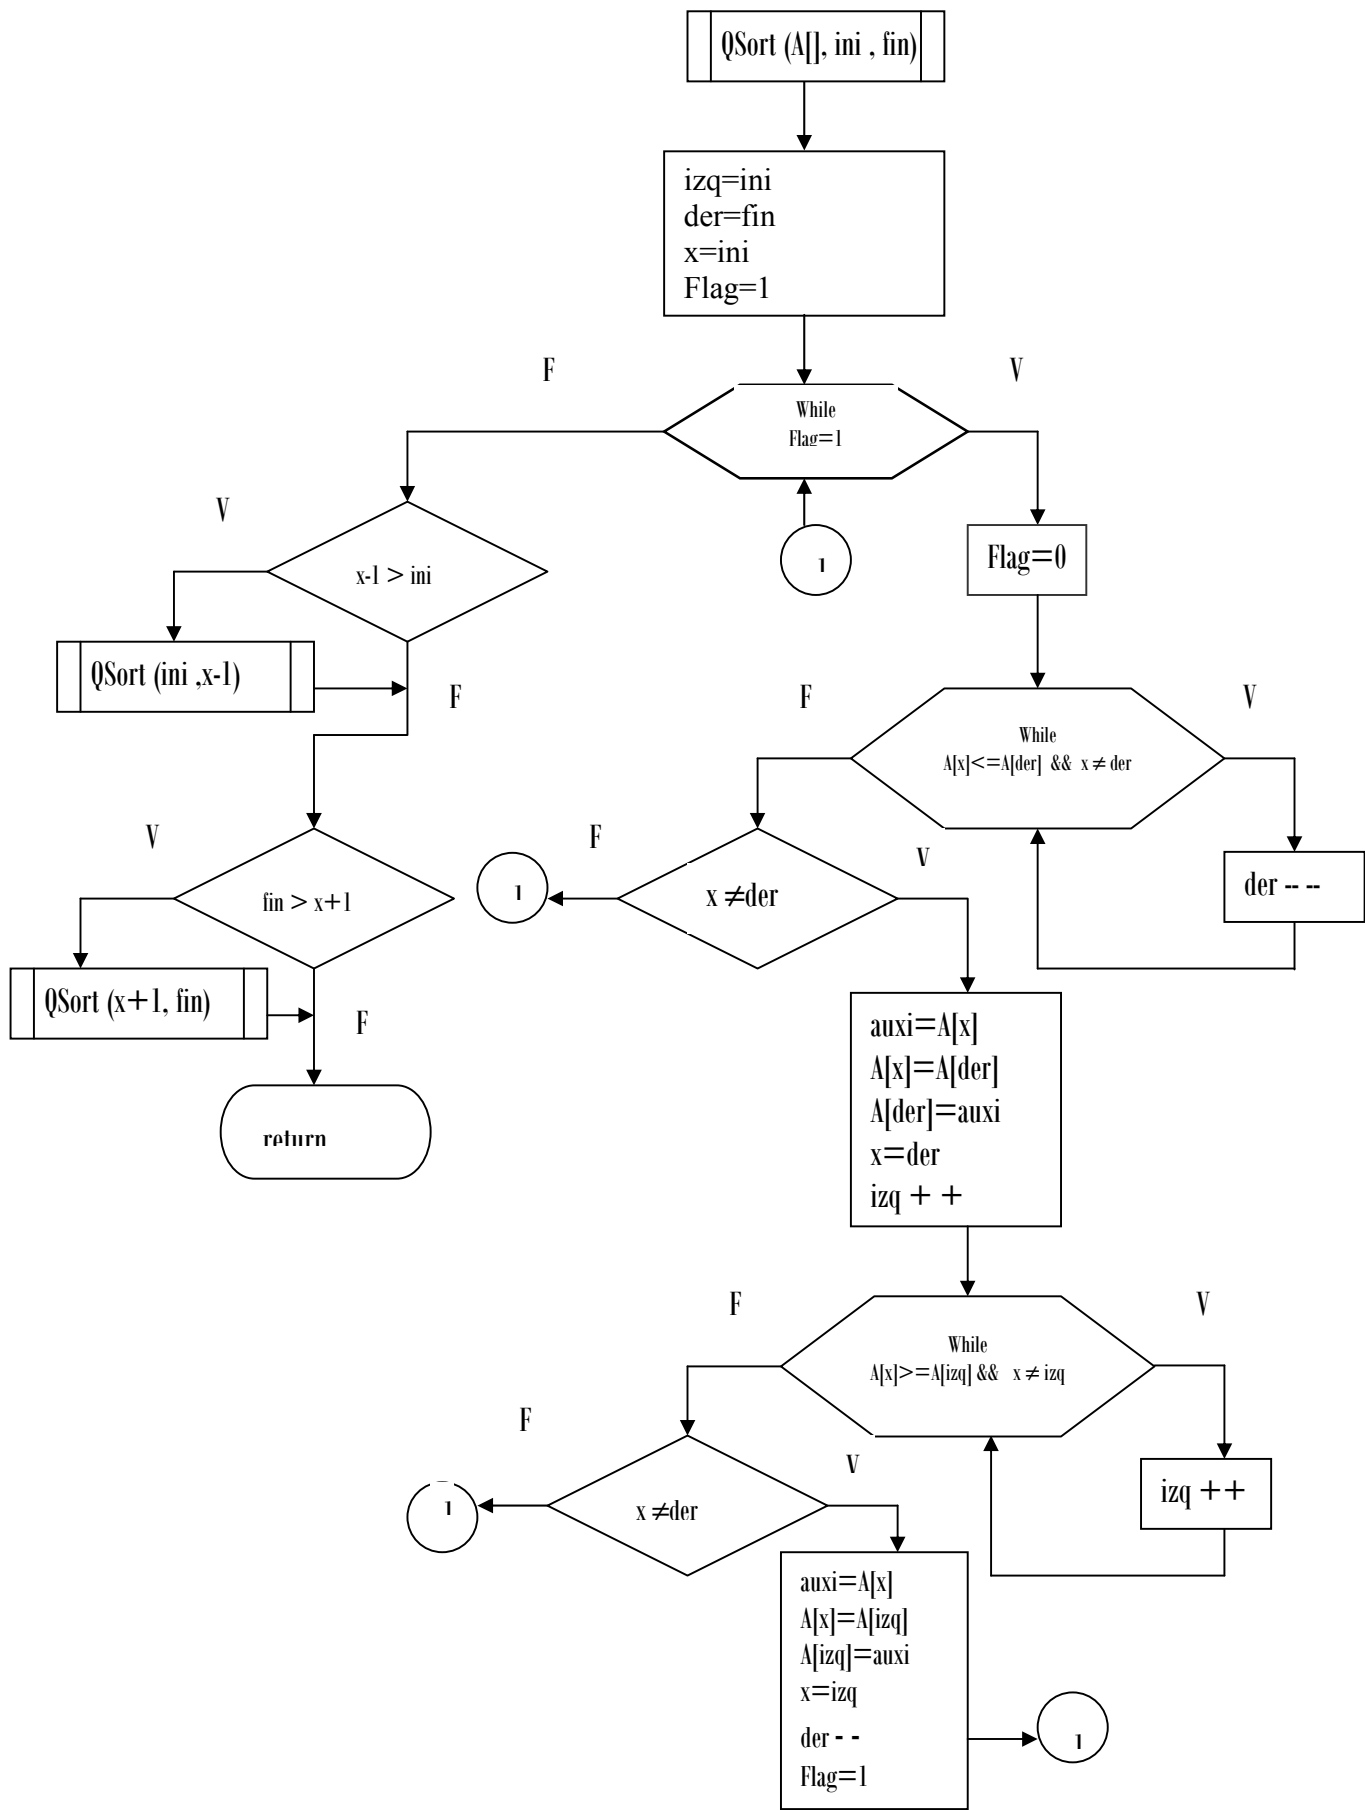 QSort (A[], ini , fin)
izq=ini
der=fin
x=ini
Flag=1
F
V
While
Flag=1
V
x-1 > ini
1
Flag=0
QSort (ini ,x-1)
F
F
V
While
A[x]<=A[der] && x ≠ der
V
fin > x+1
F
1
x ≠der
V
der -- --
QSort (x+1, fin)
F
return
auxi=A[x]
A[x]=A[der]
A[der]=auxi
x=der
izq + +
F
V
While
A[x]>=A[izq] && x ≠ izq
F
1
x ≠der
V
izq ++
auxi=A[x]
A[x]=A[izq]
A[izq]=auxi
x=izq
der - -
Flag=1
1